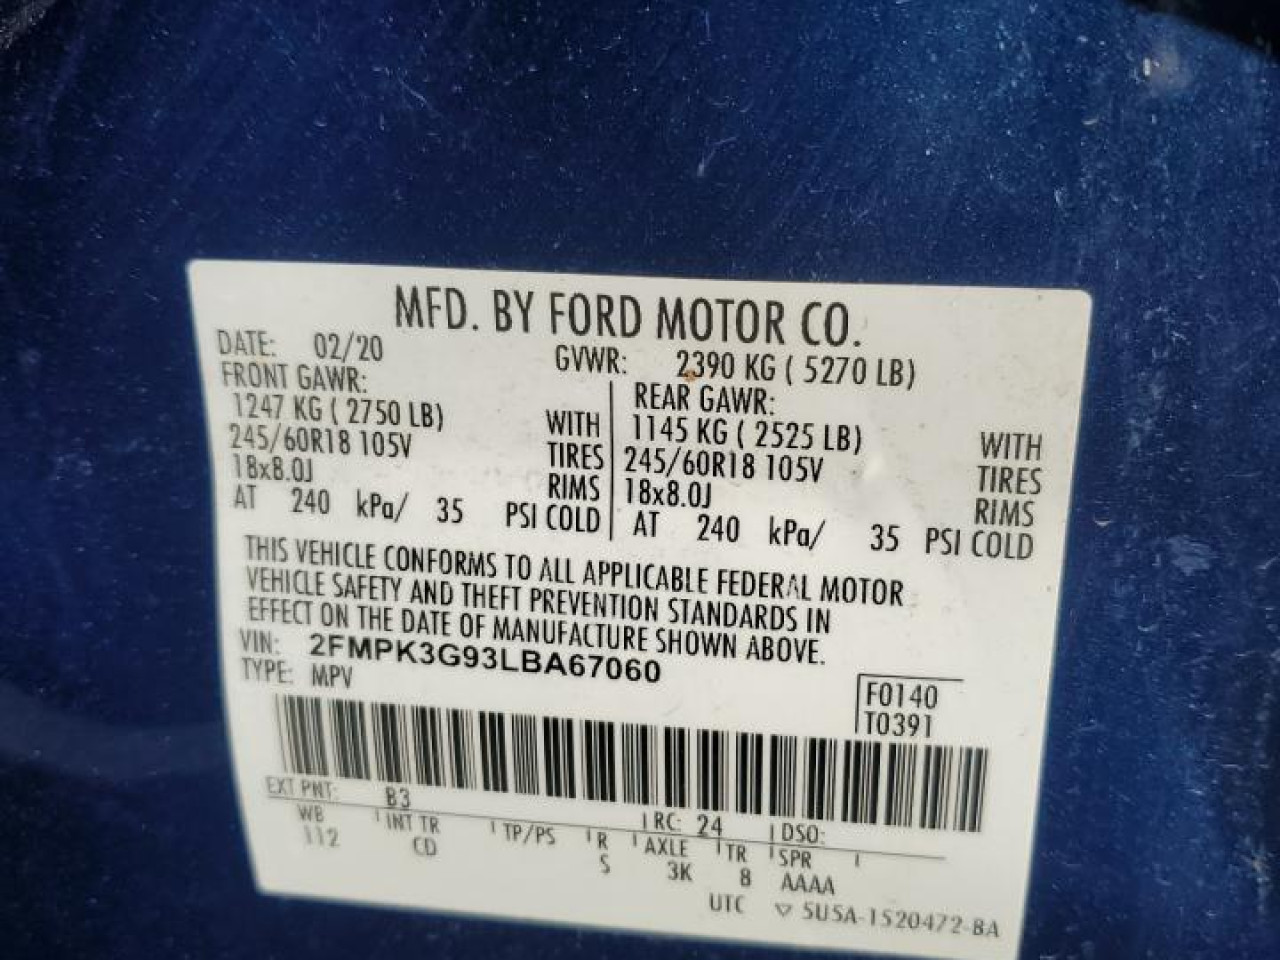 MFD. BY FORD MOTOR CO.
DATE: 02/20 GVWR: 2390 KG ( 5270 LB)
FRONT GAWR: REAR GAWR:
1247 KG ( 2750 LB) WITH 1145 KG ( 2525 LB) WITH
245/60R18 105V TIRES 245/60R18 105V TIRES
18x8.0J RIMS 18x8.0J RIMS
AT 240 kPa/ 35 PSI COLD AT 240 kPa/ 35 PSI COLD
THIS VEHICLE CONFORMS TO ALL APPLICABLE FEDERAL MOTOR
VEHICLE SAFETY AND THEFT PREVENTION STANDARDS IN
EFFECT ON THE DATE OF MANUFACTURE SHOWN ABOVE.
VIN: 2FMPK3G93LBA67060
TYPE: MPV
F0140
T0391
EXT PNT: B3 RC: 24 DSO:
WB INT TR TP/PS R AXLE TR SPR
112 CD S 3K 8 AAAA
UTC ▽ 5U5A-1520472-BA